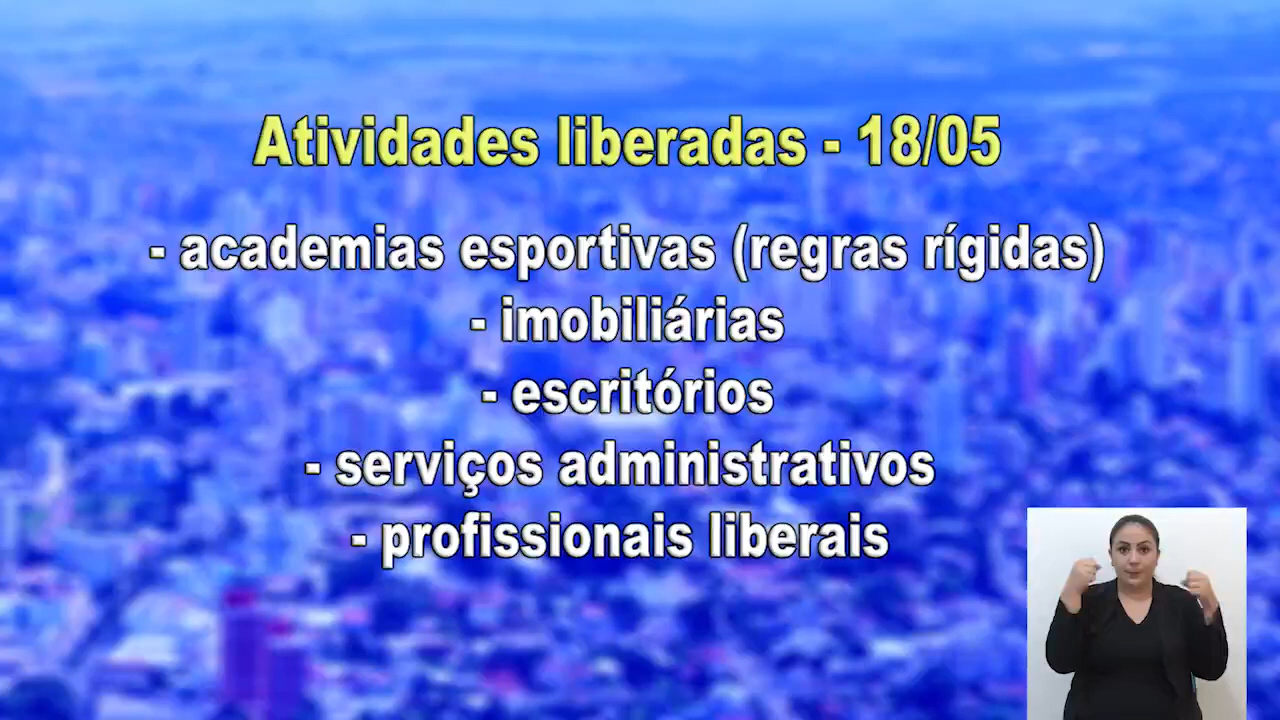 Atividades liberadas - 18/05
- academias esportivas (regras rígidas)
- imobiliárias
- escritórios
- serviços administrativos
- profissionais liberais